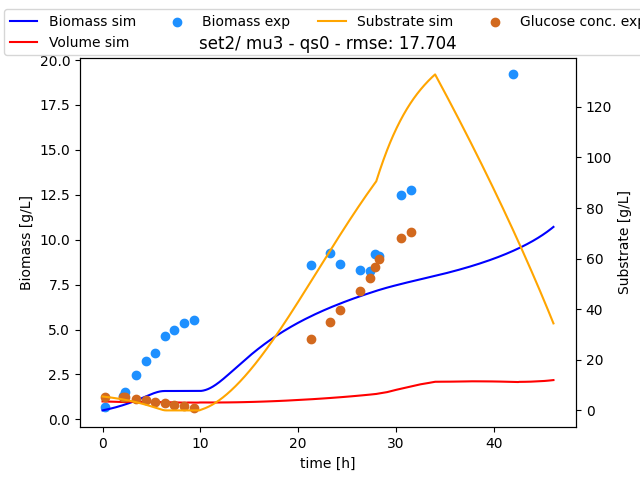 Biomass sim Biomass exp Substrate sim Glucose conc. exp
Volume sim
set2/ mu3 - qs0 - rmse: 17.704
20.0
17.5
15.0
12.5
10.0
7.5
5.0
2.5
0.0
Biomass [g/L]
120
100
80
60
40
20
0
Substrate [g/L]
0 10 20 30 40
time [h]